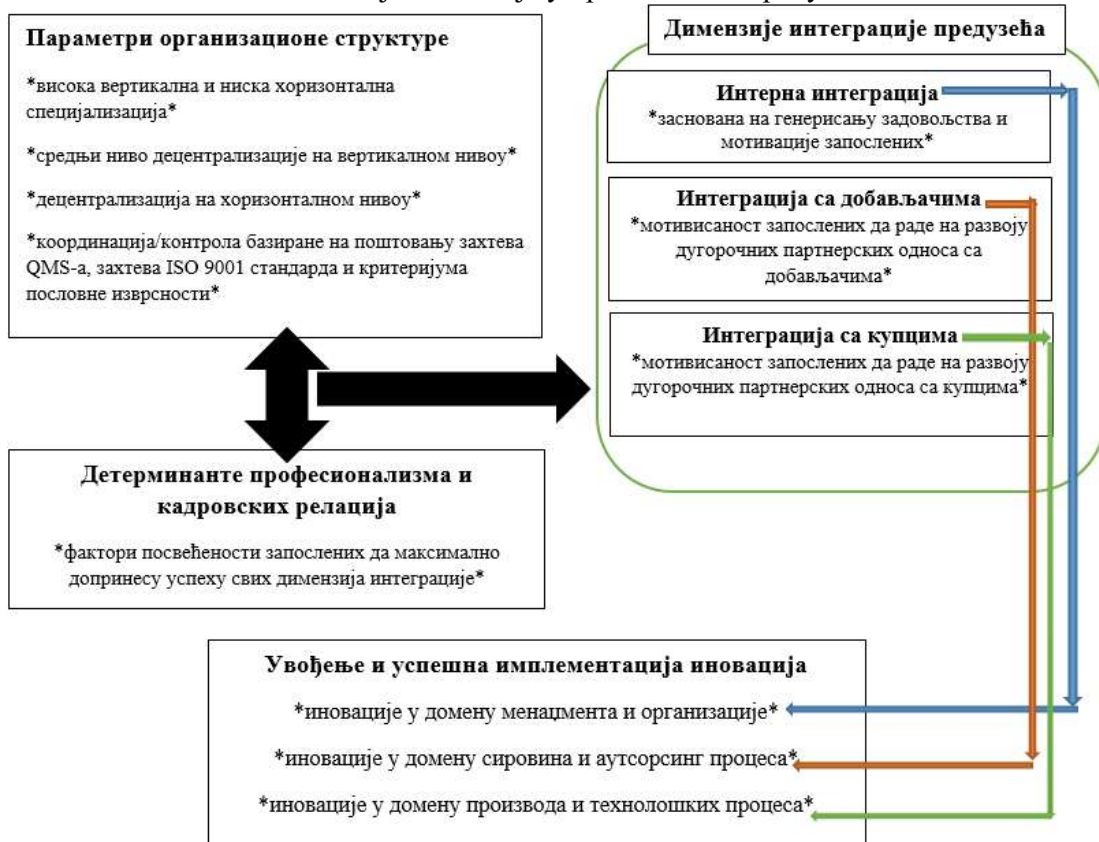 Параметри организационе структуре
*висока вертикална и ниска хоризонтална
специјализација*
*средњи ниво децентрализације на вертикалном нивоу*
*децентрализација на хоризонталном нивоу*
*координација/контрола базиране на поштовању захтева
QMS-а, захтева ISO 9001 стандарда и критеријума
пословне изврсности*
Димензије интеграције предузећа
Интерна интеграција
*заснована на генерисању задовољства и
мотивације запослених*
Интеграција са добављачима
*мотивисаност запослених да раде на развоју
дугорочних партнерских односа са
добављачима*
Интеграција са купцима
*мотивисаност запослених да раде на развоју
дугорочних партнерских односа са купцима*
Детерминанте професионализма и
кадровских релација
*фактори посвећености запослених да максимално
допринесу успеху свих димензија интеграције*
Увођење и успешна имплементација иновација
*иновације у домену менаџмента и организације*
*иновације у домену сировина и аутсорсинг процеса*
*иновације у домену производа и технолошких процеса*